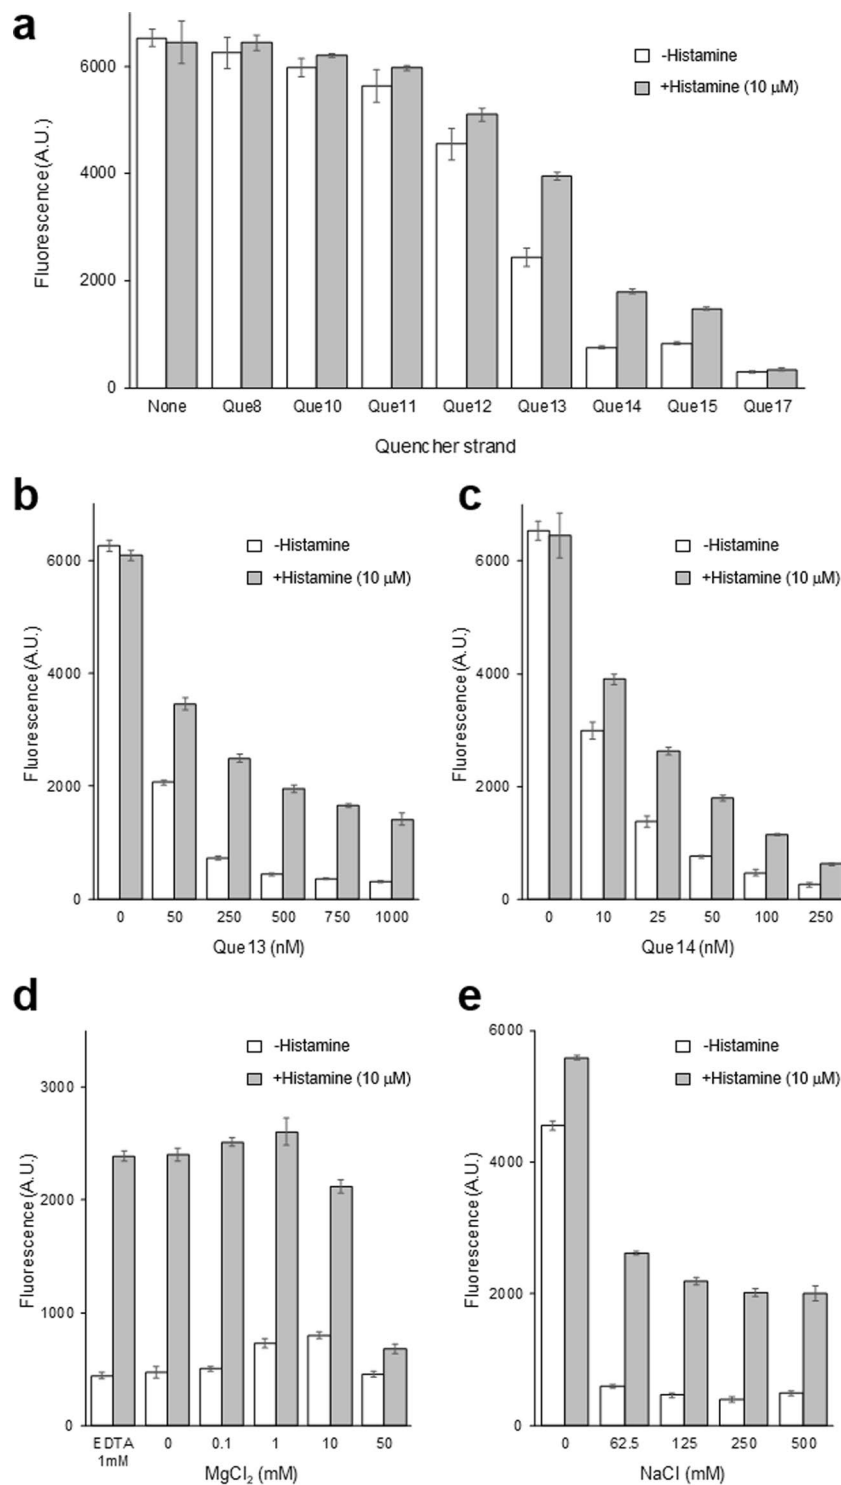 a
-Histamine
+Histamine (10 μM)
Fluorescence (A.U.)
6000
4000
2000
0
None Que8 Que10 Que11 Que12 Que13 Que14 Que15 Que17
Quencher strand
b
-Histamine
+Histamine (10 μM)
Fluorescence (A.U.)
6000
4000
2000
0
0 50 250 500 750 1000
Que13 (nM)
c
-Histamine
+Histamine (10 μM)
Fluorescence (A.U.)
6000
4000
2000
0
0 10 25 50 100 250
Que14 (nM)
d
-Histamine
+Histamine (10 μM)
Fluorescence (A.U.)
3000
2000
1000
0
EDTA 0 0.1 1 10 50
1mM
MgCl₂ (mM)
e
-Histamine
+Histamine (10 μM)
Fluorescence (A.U.)
6000
4000
2000
0
0 62.5 125 250 500
NaCl (mM)